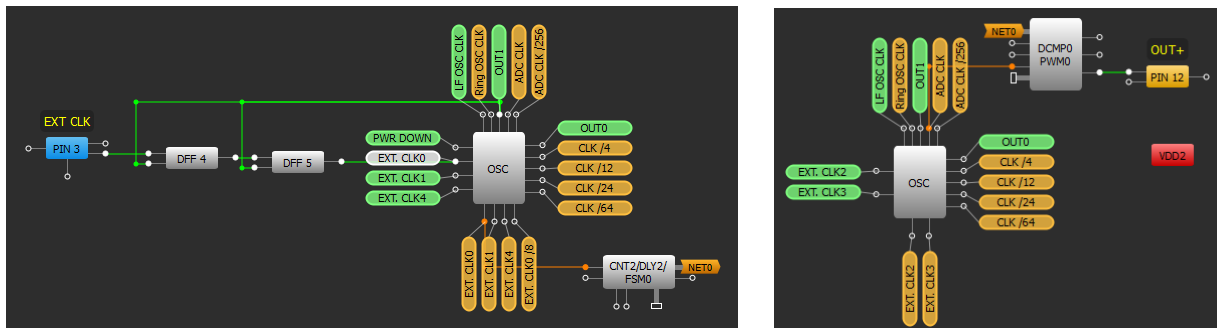 LF OSC CLK
Ring OSC CLK
OUT1
ADC CLK
ADC CLK /256
EXT CLK
PIN 3
DFF 4
DFF 5
PWR DOWN
EXT. CLK0
EXT. CLK1
EXT. CLK4
OSC
OUT0
CLK /4
CLK /12
CLK /24
CLK /64
EXT. CLK0
EXT. CLK1
EXT. CLK4
EXT. CLK0 /8
CNT2/DLY2/
FSM0
NET0
LF OSC CLK
Ring OSC CLK
OUT1
ADC CLK
ADC CLK /256
NET0
DCMP0
PWM0
OUT+
PIN 12
VDD2
EXT. CLK2
EXT. CLK3
OSC
OUT0
CLK /4
CLK /12
CLK /24
CLK /64
EXT. CLK2
EXT. CLK3